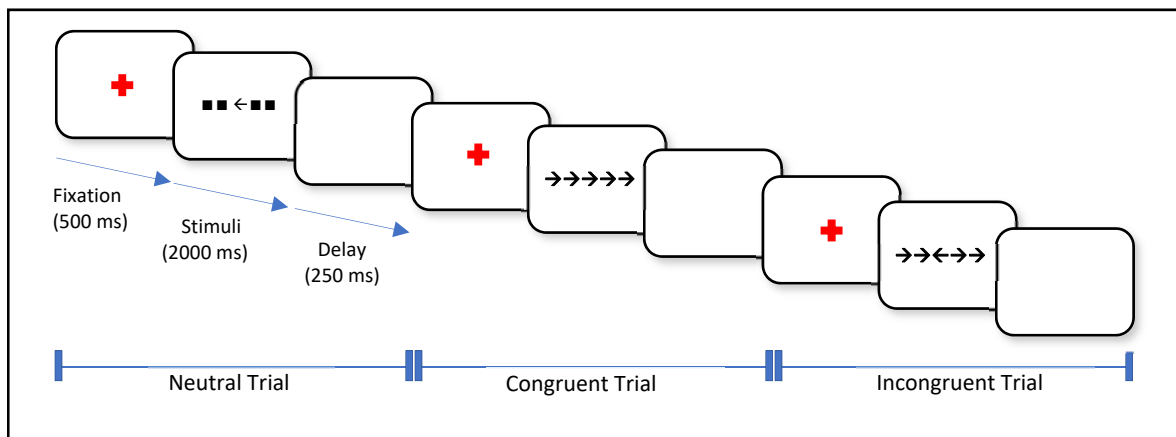 ■ ■ ←■ ■
→→→→→
→→←→→
Fixation
(500 ms)
Stimuli
(2000 ms)
Delay
(250 ms)
Neutral Trial
Congruent Trial
Incongruent Trial